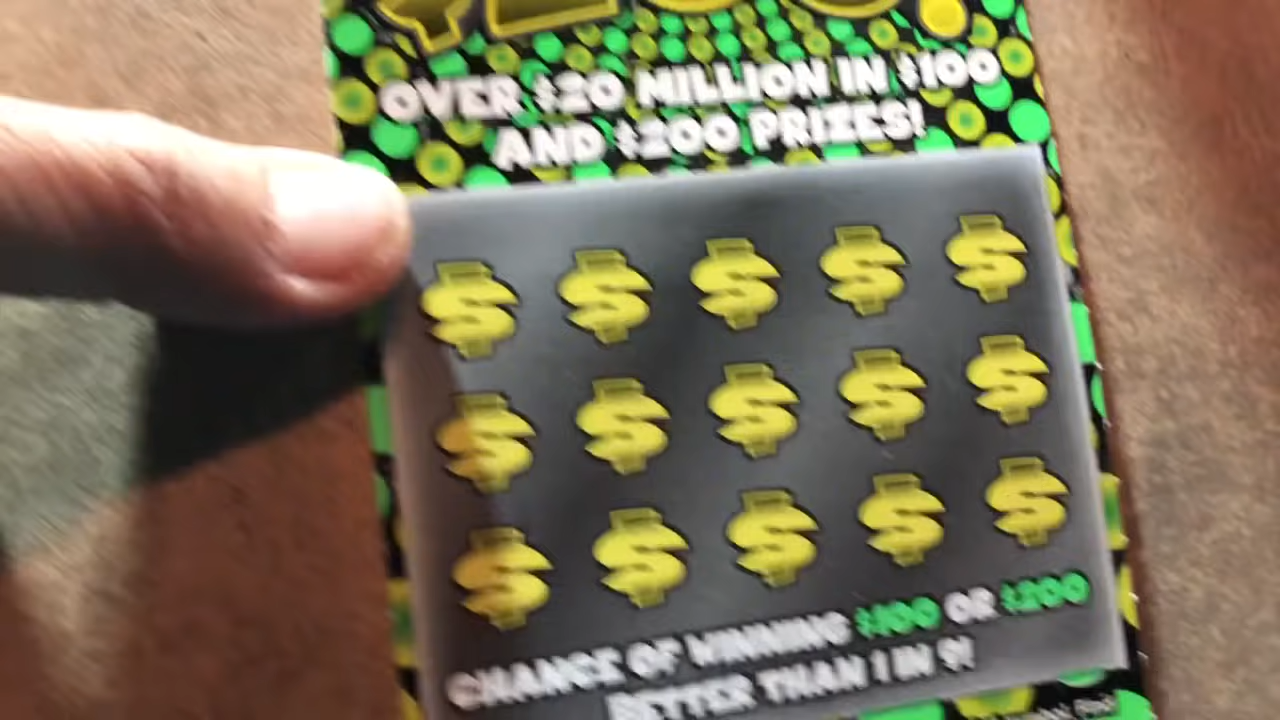 OVER $20 MILLION IN $100
AND $200 PRIZES!
$ $ $ $ $
$ $ $ $ $
$ $ $ $ $
CHANCE OF WINNING $100 OR $200
BETTER THAN 1 IN 9!